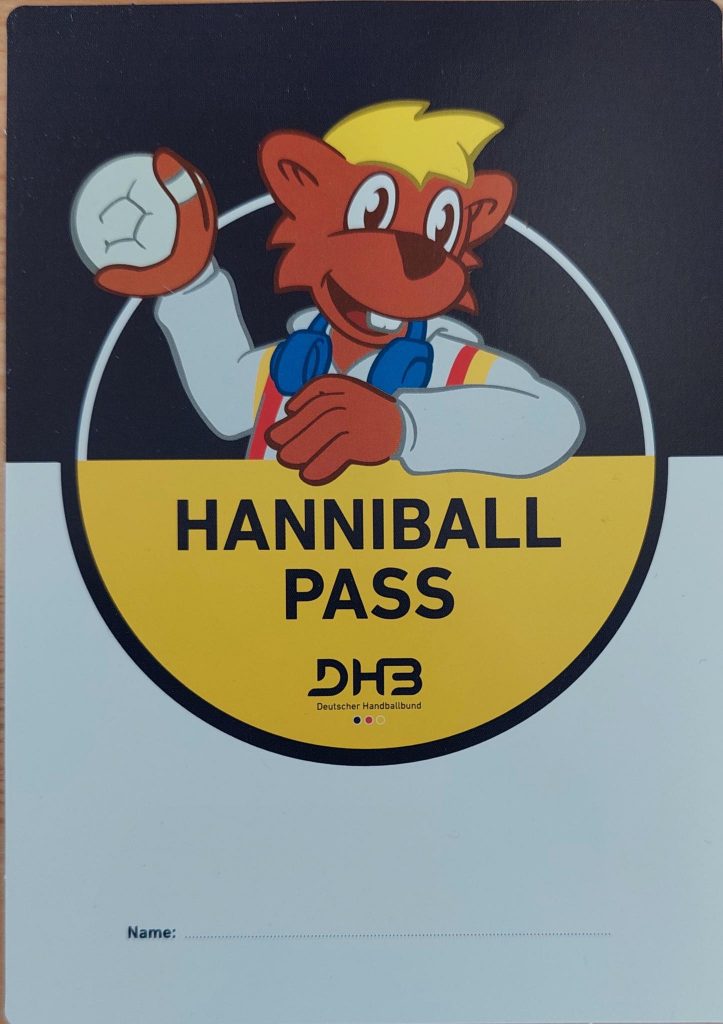 HANNIBALL
PASS
DHB
Deutscher Handballbund
Name: